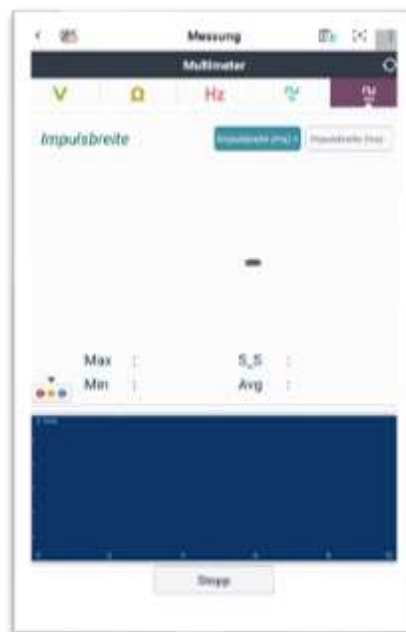 Messung
Multimeter
V Ω Hz
Impulsbreite
Max : S_S :
Min : Avg :
Stopp